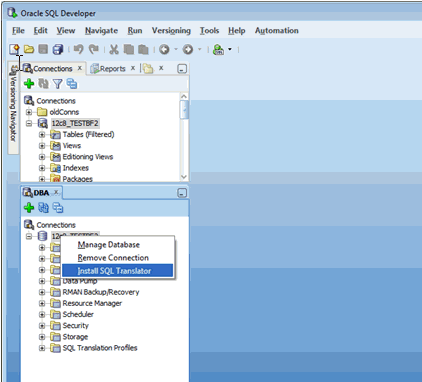 Oracle SQL Developer
File Edit View Navigate Run Versioning Tools Help Automation
Versioning Navigator
Connections Reports
Connections
oldConns
12c8_TESTBF2
Tables (Filtered)
Views
Editioning Views
Indexes
Packages
DBA
Connections
Manage Database
Remove Connection
Install SQL Translator
Data Pump
RMAN Backup/Recovery
Resource Manager
Scheduler
Security
Storage
SQL Translation Profiles